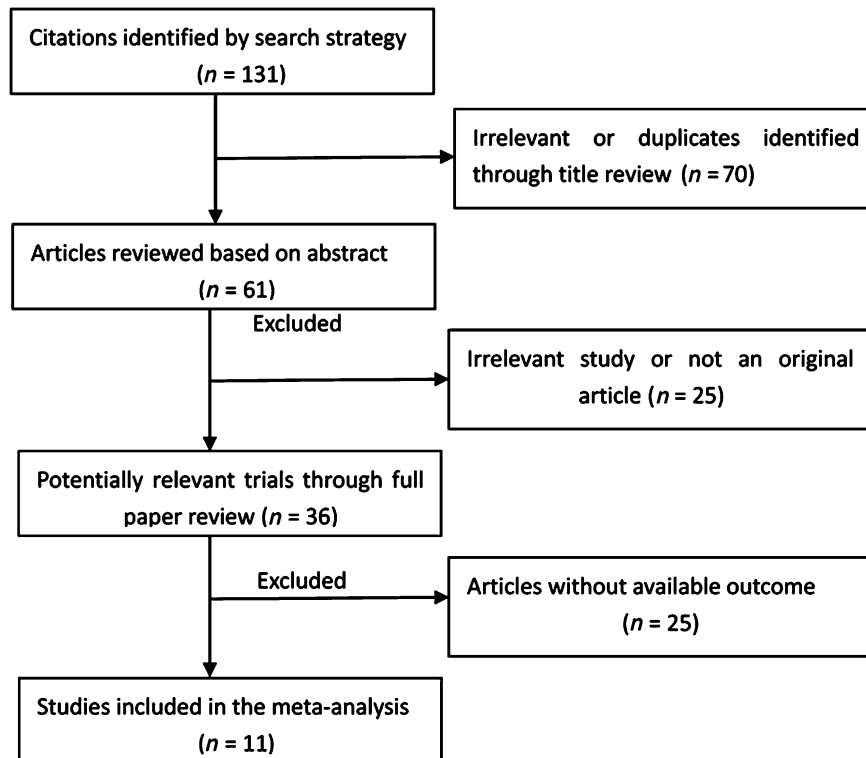 Citations identified by search strategy
(n = 131)
Irrelevant or duplicates identified
through title review (n = 70)
Articles reviewed based on abstract
(n = 61)
Excluded
Irrelevant study or not an original
article (n = 25)
Potentially relevant trials through full
paper review (n = 36)
Excluded
Articles without available outcome
(n = 25)
Studies included in the meta-analysis
(n = 11)